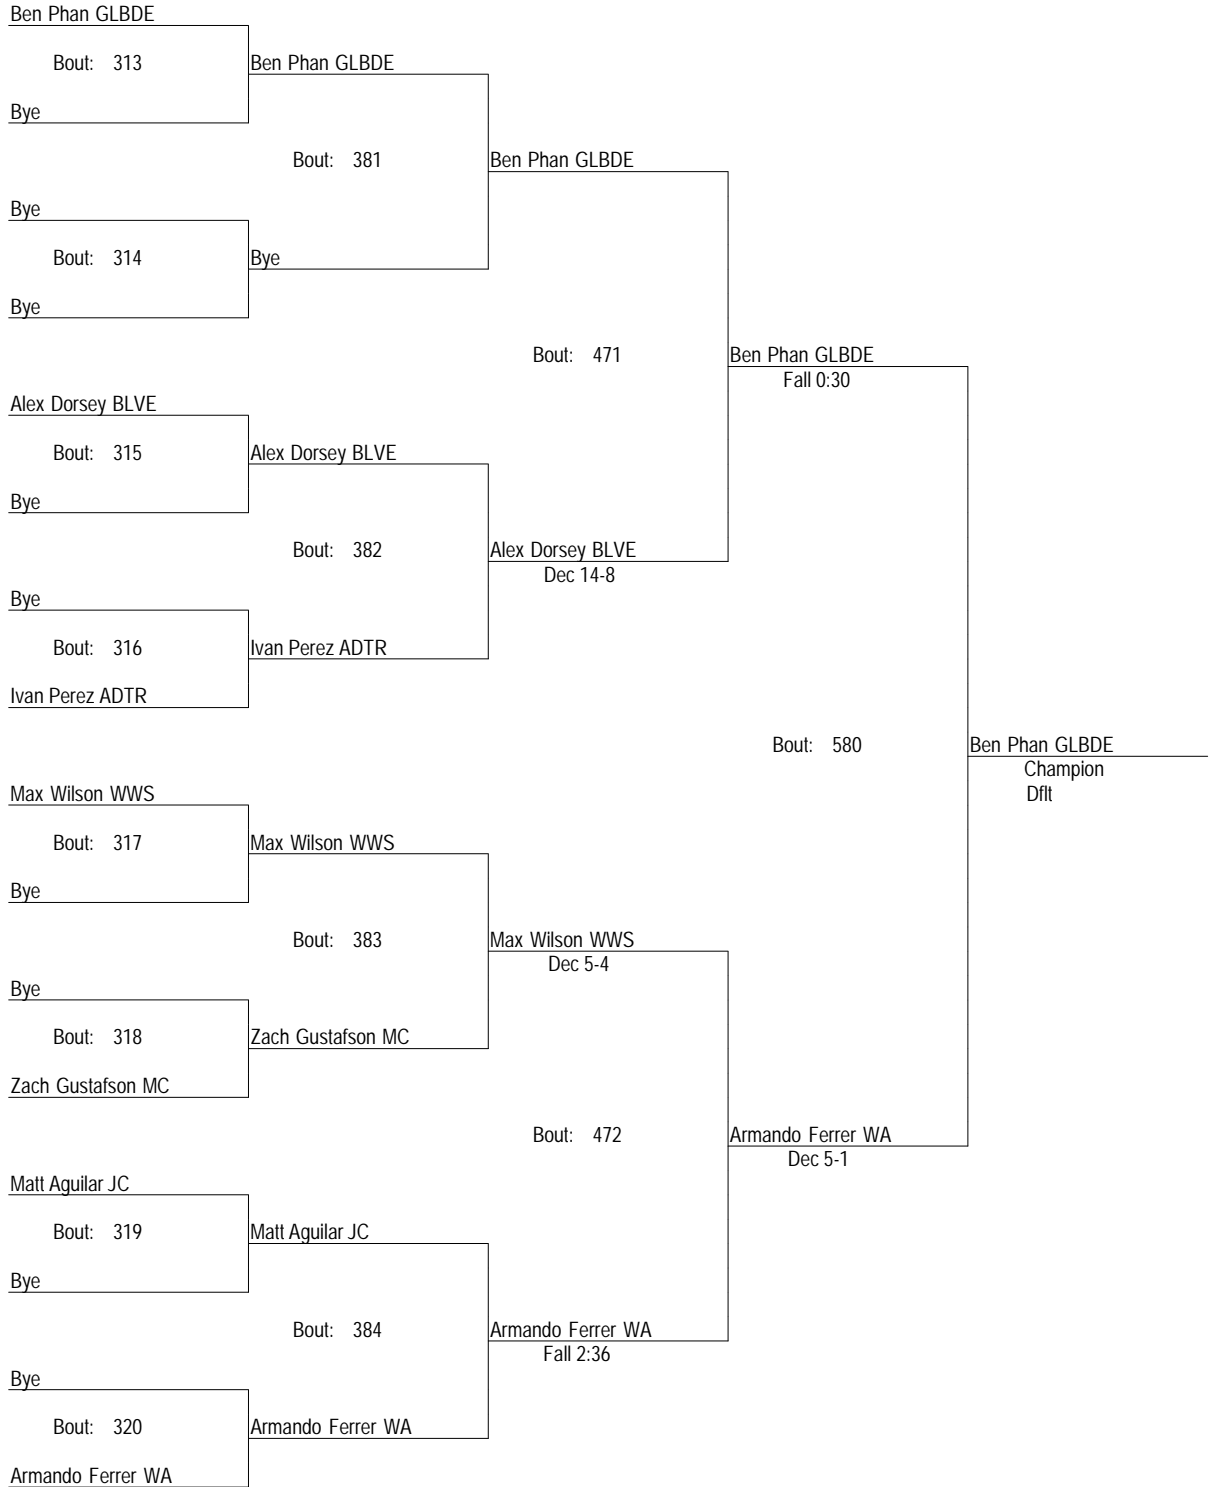 Ben Phan GLBDE
Bout: 313
Ben Phan GLBDE
Bye
Bout: 381
Ben Phan GLBDE
Bye
Bout: 314
Bye
Bye
Bout: 471
Ben Phan GLBDE
Fall 0:30
Alex Dorsey BLVE
Bout: 315
Alex Dorsey BLVE
Bye
Bout: 382
Alex Dorsey BLVE
Dec 14-8
Bye
Bout: 316
Ivan Perez ADTR
Ivan Perez ADTR
Bout: 580
Ben Phan GLBDE
Champion
Dflt
Max Wilson WWS
Bout: 317
Max Wilson WWS
Bye
Bout: 383
Max Wilson WWS
Dec 5-4
Bye
Bout: 318
Zach Gustafson MC
Zach Gustafson MC
Bout: 472
Armando Ferrer WA
Dec 5-1
Matt Aguilar JC
Bout: 319
Matt Aguilar JC
Bye
Bout: 384
Armando Ferrer WA
Fall 2:36
Bye
Bout: 320
Armando Ferrer WA
Armando Ferrer WA